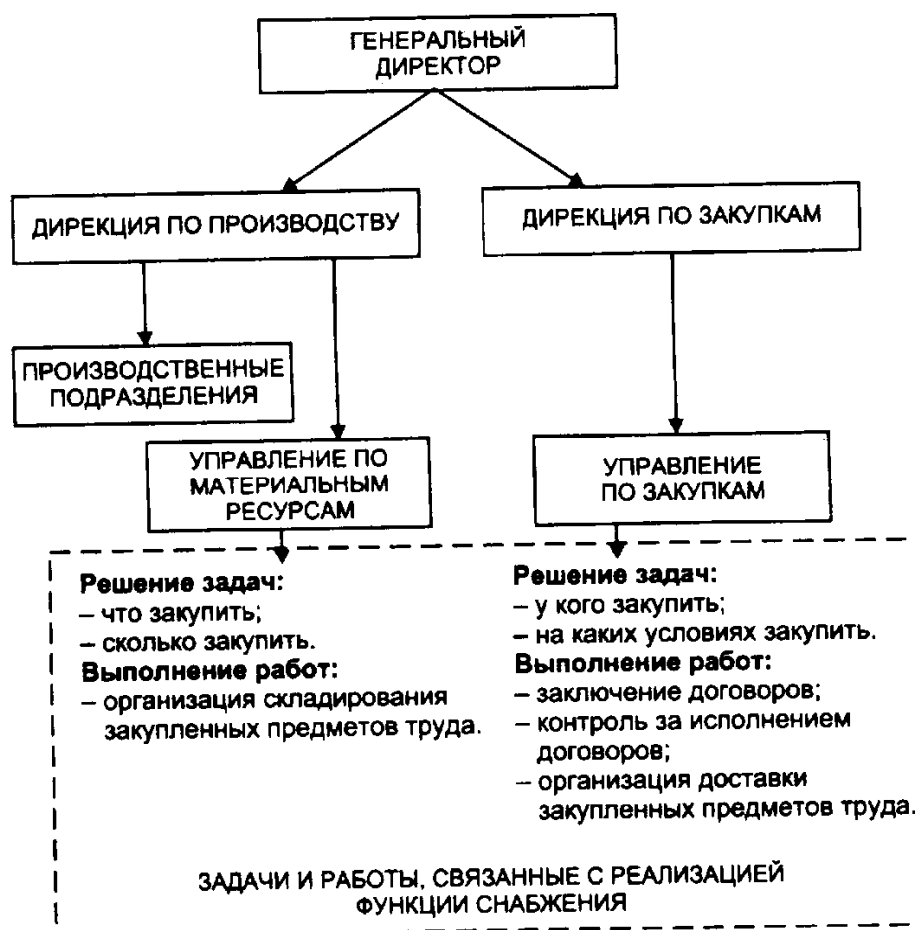 ГЕНЕРАЛЬНЫЙ
ДИРЕКТОР
ДИРЕКЦИЯ ПО ПРОИЗВОДСТВУ
ДИРЕКЦИЯ ПО ЗАКУПКАМ
ПРОИЗВОДСТВЕННЫЕ
ПОДРАЗДЕЛЕНИЯ
УПРАВЛЕНИЕ ПО
МАТЕРИАЛЬНЫМ
РЕСУРСАМ
УПРАВЛЕНИЕ
ПО ЗАКУПКАМ
Решение задач:
– что закупить;
– сколько закупить.
Выполнение работ:
– организация складирования
закупленных предметов труда.
Решение задач:
– у кого закупить;
– на каких условиях закупить.
Выполнение работ:
– заключение договоров;
– контроль за исполнением
договоров;
– организация доставки
закупленных предметов труда.
ЗАДАЧИ И РАБОТЫ, СВЯЗАННЫЕ С РЕАЛИЗАЦИЕЙ
ФУНКЦИИ СНАБЖЕНИЯ